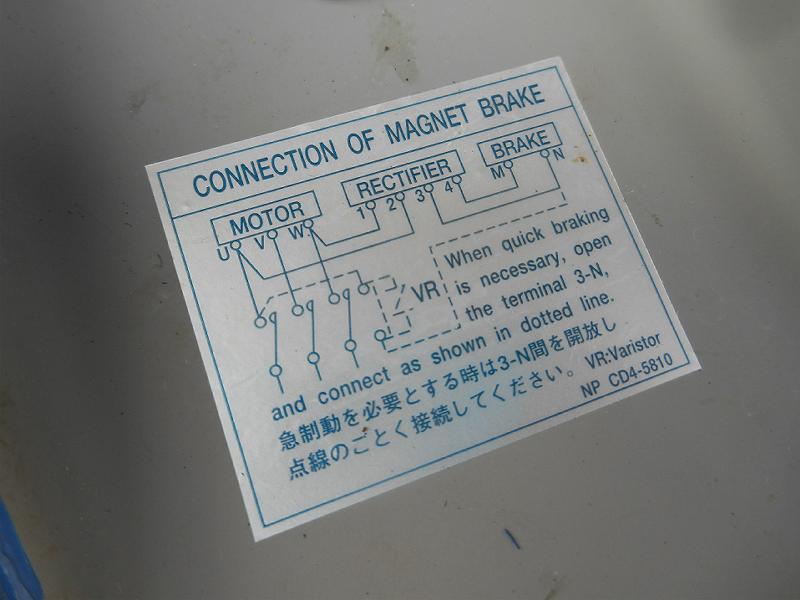 CONNECTION OF MAGNET BRAKE
MOTOR RECTIFIER BRAKE
U V W 1 2 3 4 M N
VR
When quick braking
is necessary, open
the terminal 3-N,
and connect as shown in dotted line.
急制動を必要とする時は3-N間を開放し
点線のごとく接続してください。 VR:Varistor
NP CD4-5810